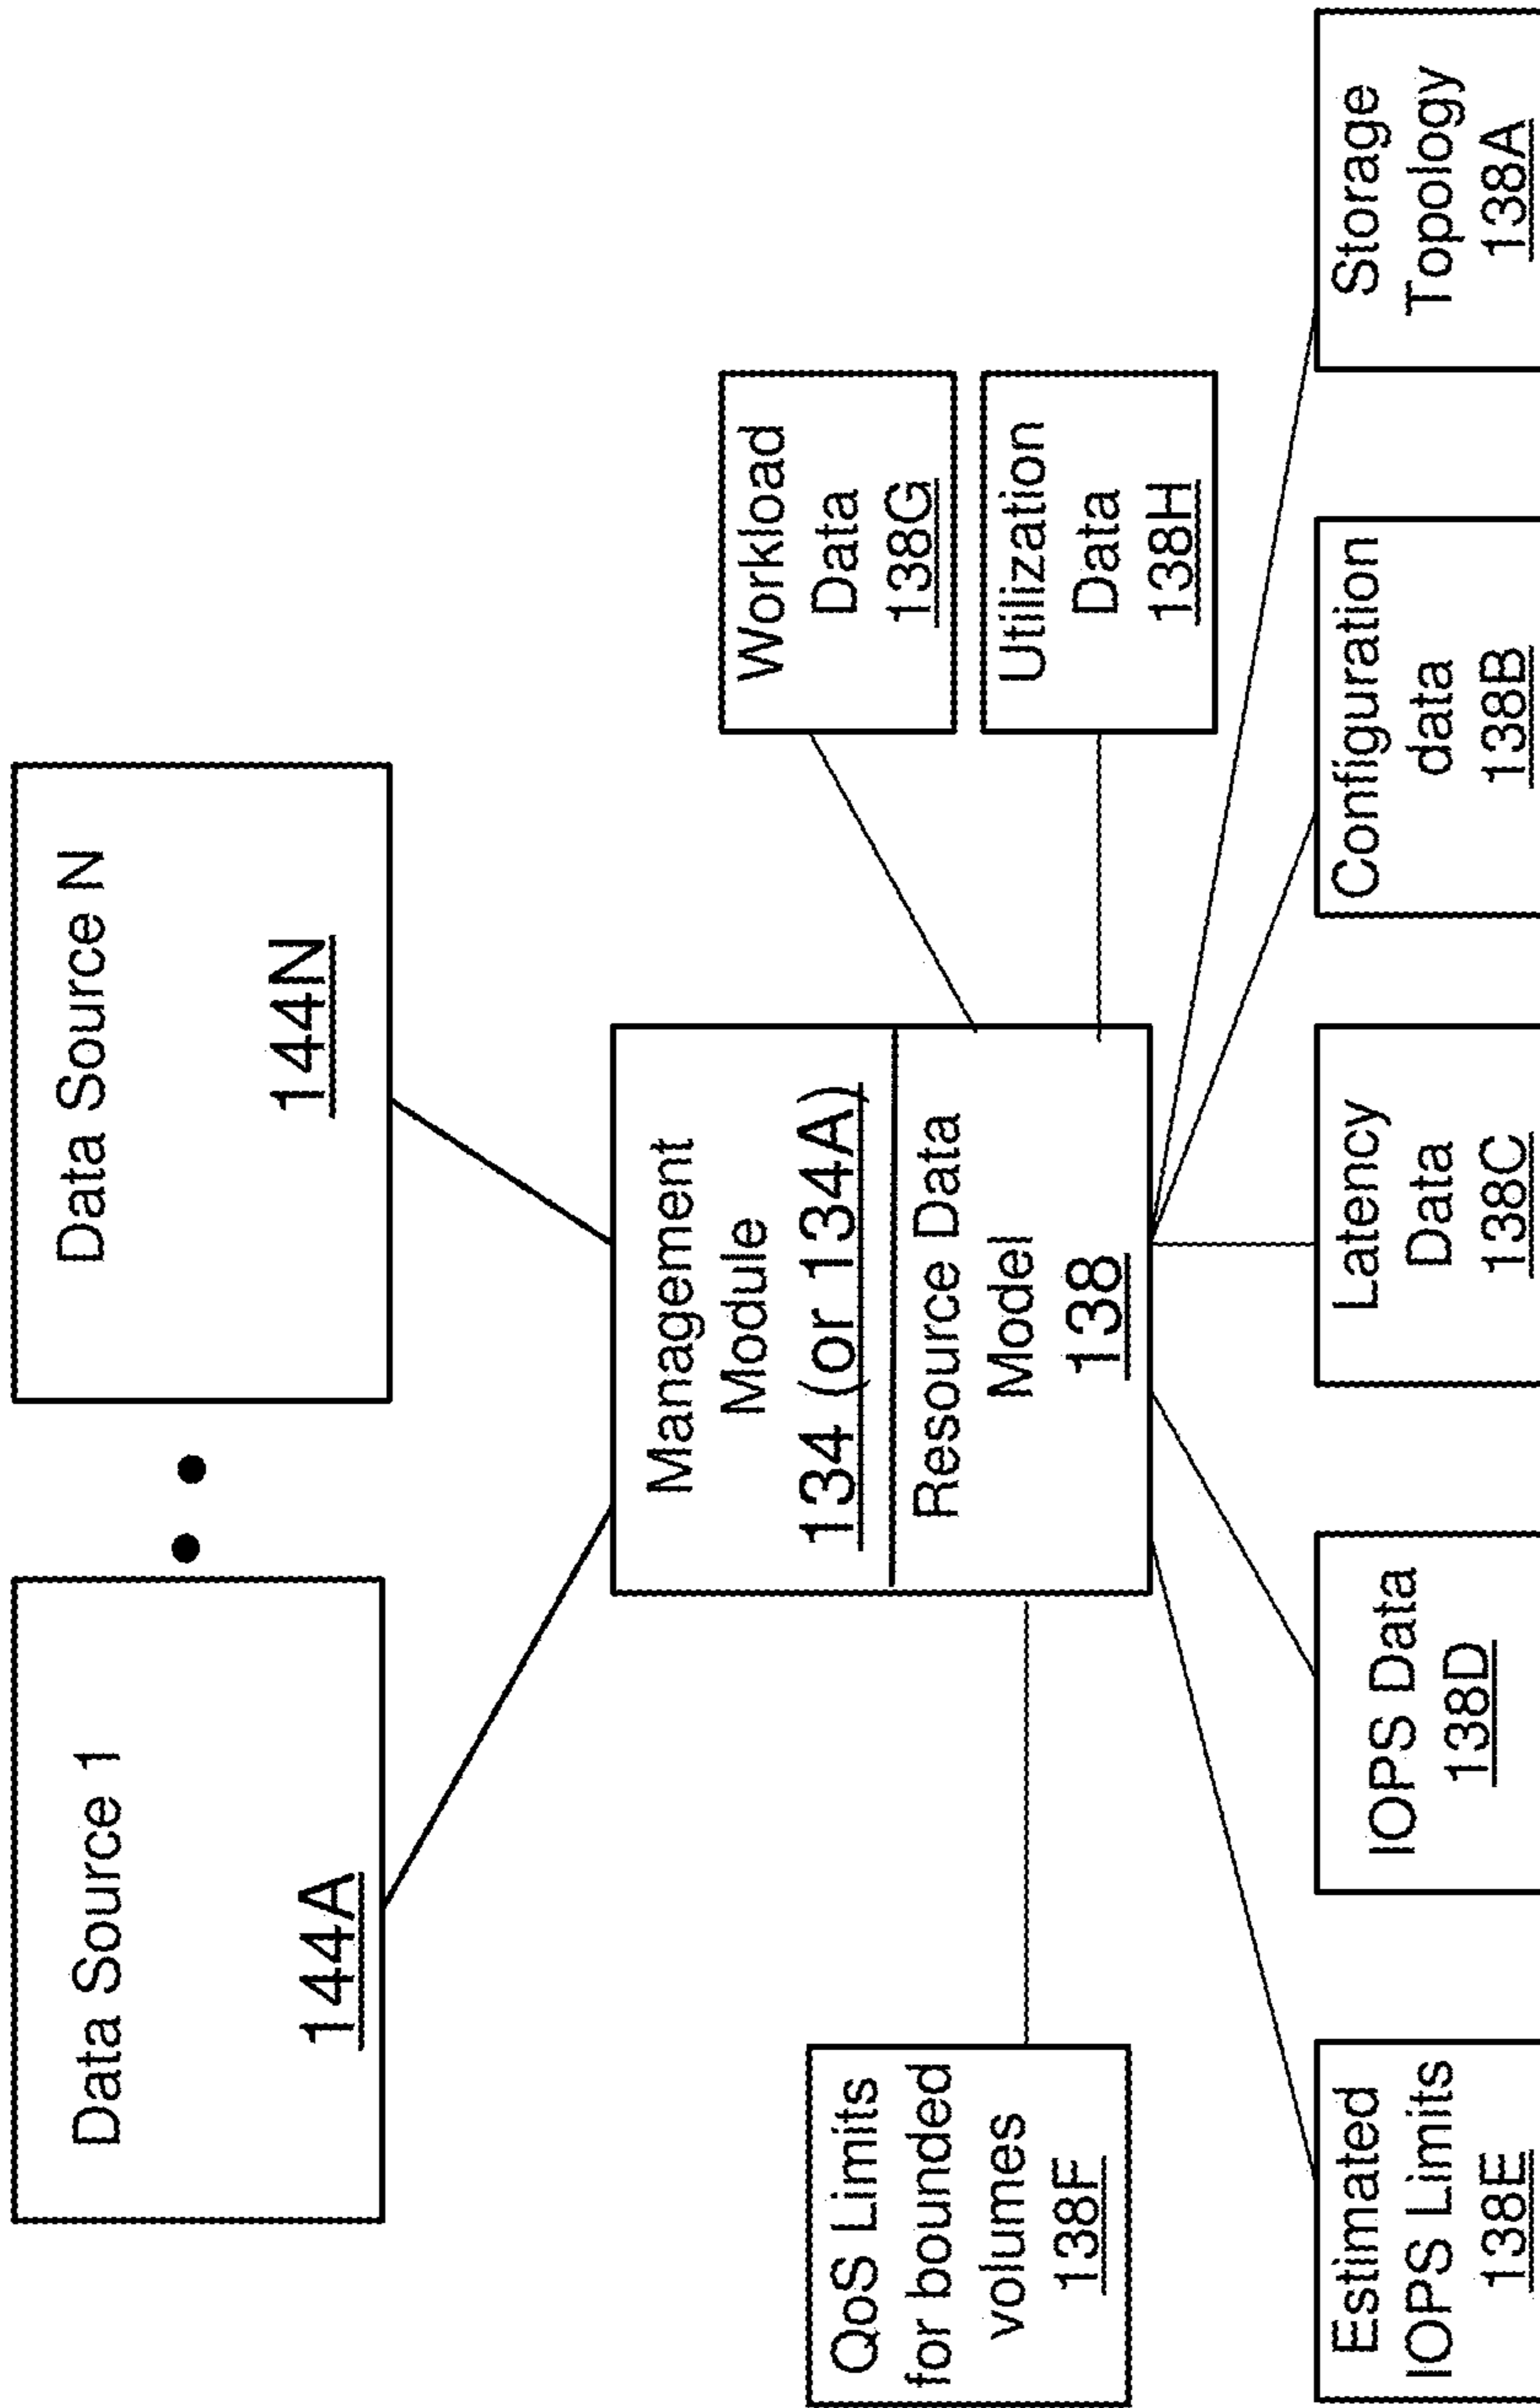 Data Source 1
144A
Data Source N
144N
Management
Module
134 (or 134A)
Resource Data
Model
138
QoS Limits
for bounded
volumes
138F
Workload
Data
138G
Utilization
Data
138H
Estimated
IOPS Limits
138E
IOPS Data
138D
Latency
Data
138C
Configuration
data
138B
Storage
Topology
138A